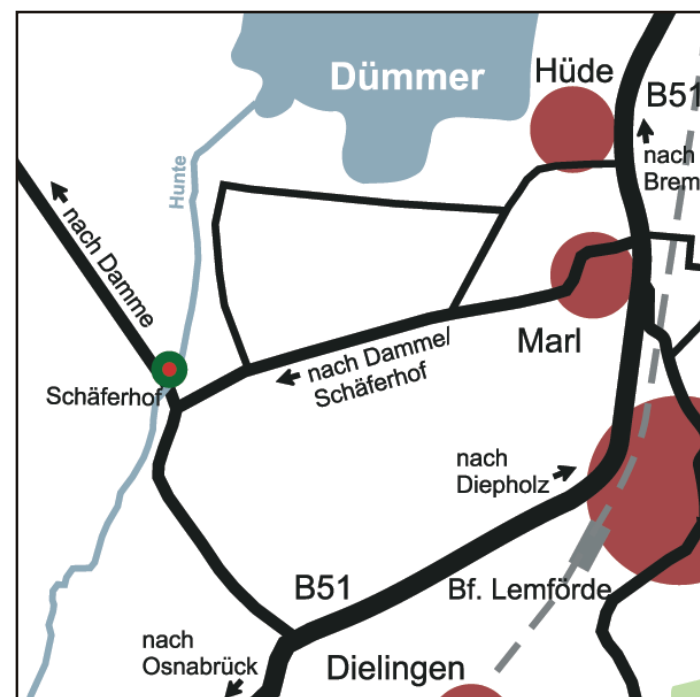 Hüde
Dümmer
B51
nach
Brem
Hunte
nach Damme
Marl
nach Damme/
Schäferhof
Schäferhof
nach
Diepholz
B51
Bf. Lemförde
nach
Osnabrück
Dielingen